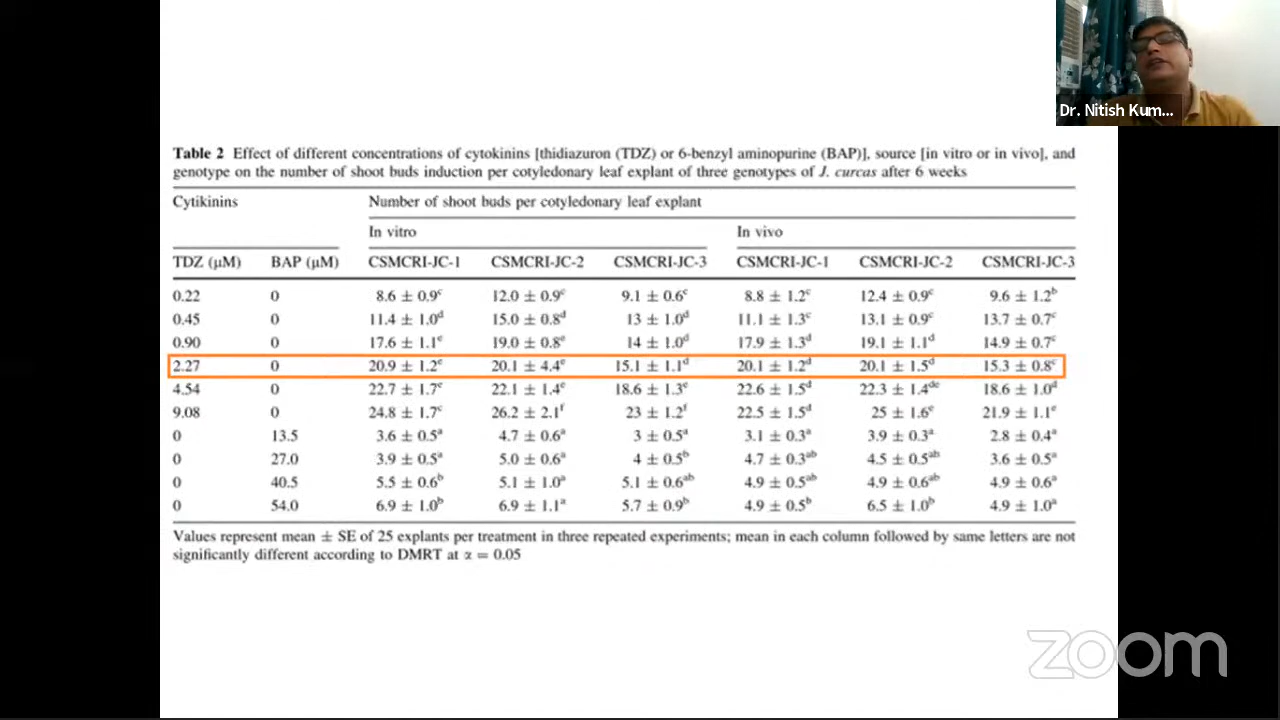 Dr. Nitish Kum...
Table 2 Effect of different concentrations of cytokinins [thidiazuron (TDZ) or 6-benzyl aminopurine (BAP)], source [in vitro or in vivo], and
genotype on the number of shoot buds induction per cotyledonary leaf explant of three genotypes of J. curcas after 6 weeks
Cytikinins Number of shoot buds per cotyledonary leaf explant
In vitro In vivo
TDZ (μM) BAP (μM) CSMCRI-JC-1 CSMCRI-JC-2 CSMCRI-JC-3 CSMCRI-JC-1 CSMCRI-JC-2 CSMCRI-JC-3
0.22 0 8.6 ± 0.9ᶜ 12.0 ± 0.9ᶜ 9.1 ± 0.6ᶜ 8.8 ± 1.2ᶜ 12.4 ± 0.9ᶜ 9.6 ± 1.2ᵇ
0.45 0 11.4 ± 1.0ᵈ 15.0 ± 0.8ᵈ 13 ± 1.0ᵈ 11.1 ± 1.3ᶜ 13.1 ± 0.9ᶜ 13.7 ± 0.7ᶜ
0.90 0 17.6 ± 1.1ᵉ 19.0 ± 0.8ᵉ 14 ± 1.0ᵈ 17.9 ± 1.3ᵈ 19.1 ± 1.1ᵈ 14.9 ± 0.7ᶜ
2.27 0 20.9 ± 1.2ᵉ 20.1 ± 4.4ᵉ 15.1 ± 1.1ᵈ 20.1 ± 1.2ᵈ 20.1 ± 1.5ᵈ 15.3 ± 0.8ᶜ
4.54 0 22.7 ± 1.7ᵉ 22.1 ± 1.4ᵉ 18.6 ± 1.3ᵉ 22.6 ± 1.5ᵈ 22.3 ± 1.4ᵈᵉ 18.6 ± 1.0ᵈ
9.08 0 24.8 ± 1.7ᶜ 26.2 ± 2.1ᶠ 23 ± 1.2ᶠ 22.5 ± 1.5ᵈ 25 ± 1.6ᵉ 21.9 ± 1.1ᵉ
0 13.5 3.6 ± 0.5ᵃ 4.7 ± 0.6ᵃ 3 ± 0.5ᵃ 3.1 ± 0.3ᵃ 3.9 ± 0.3ᵃ 2.8 ± 0.4ᵃ
0 27.0 3.9 ± 0.5ᵃ 5.0 ± 0.6ᵃ 4 ± 0.5ᵇ 4.7 ± 0.3ᵃᵇ 4.5 ± 0.5ᵃᵇ 3.6 ± 0.5ᵃ
0 40.5 5.5 ± 0.6ᵇ 5.1 ± 1.0ᵃ 5.1 ± 0.6ᵃᵇ 4.9 ± 0.5ᵃᵇ 4.9 ± 0.6ᵃᵇ 4.9 ± 0.6ᵃ
0 54.0 6.9 ± 1.0ᵇ 6.9 ± 1.1ᵃ 5.7 ± 0.9ᵇ 4.9 ± 0.5ᵇ 6.5 ± 1.0ᵇ 4.9 ± 1.0ᵃ
Values represent mean ± SE of 25 explants per treatment in three repeated experiments; mean in each column followed by same letters are not
significantly different according to DMRT at α = 0.05
zoom